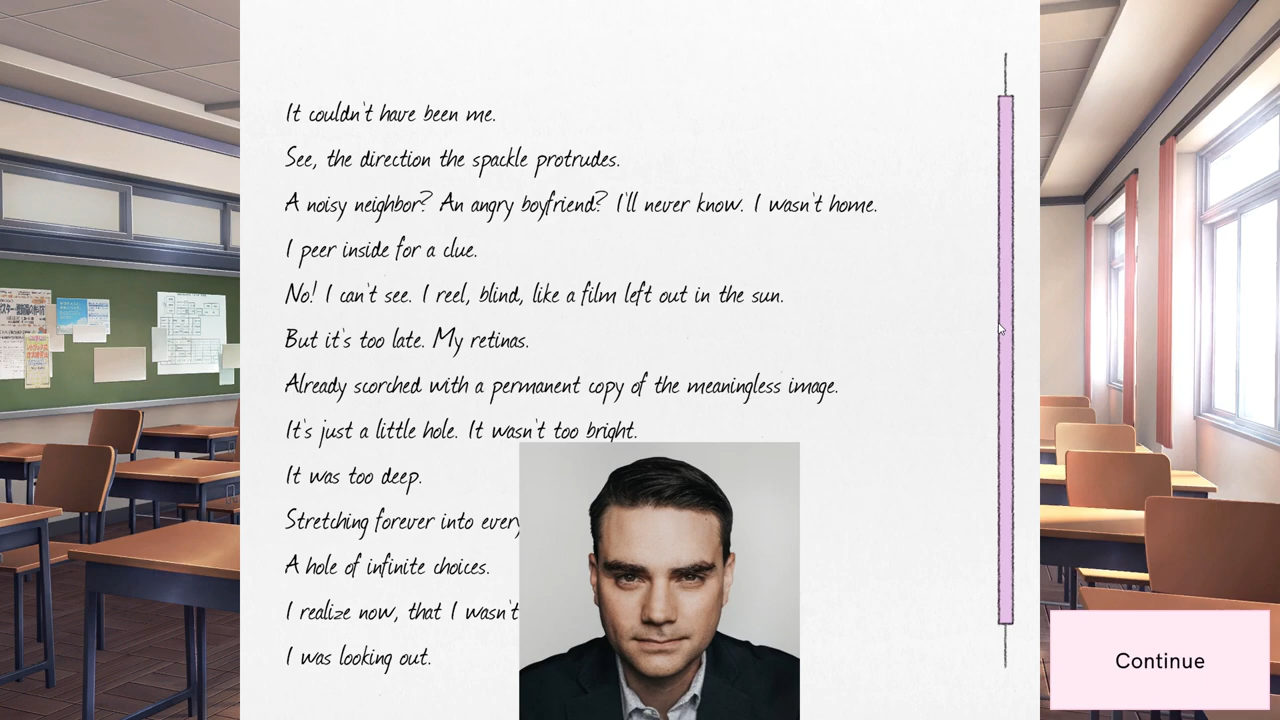 It couldn't have been me.
See, the direction the spackle protrudes.
A noisy neighbor? An angry boyfriend? I'll never know. I wasn't home.
I peer inside for a clue.
No! I can't see. I reel, blind, like a film left out in the sun.
But it's too late. My retinas.
Already scorched with a permanent copy of the meaningless image.
It's just a little hole. It wasn't too bright.
It was too deep.
Stretching forever into every
A hole of infinite choices.
I realize now, that I wasn't
I was looking out.
Continue